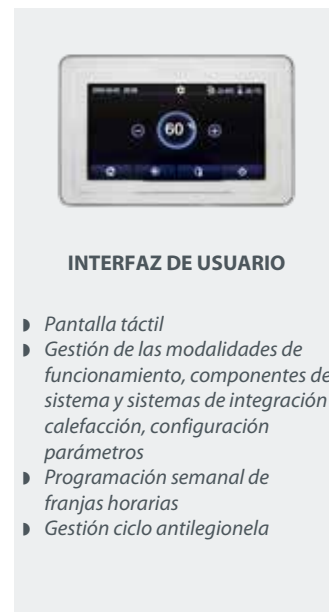 60
INTERFAZ DE USUARIO
◗ Pantalla táctil
◗ Gestión de las modalidades de
funcionamiento, componentes de
sistema y sistemas de integración
calefacción, configuración
parámetros
◗ Programación semanal de
franjas horarias
◗ Gestión ciclo antilegionela